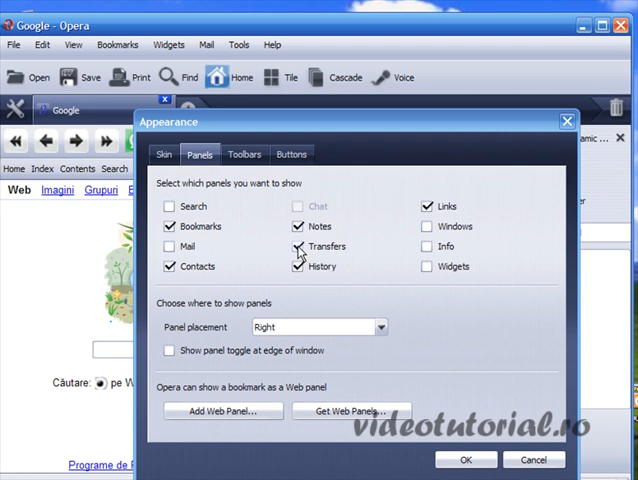 Google - Opera
File Edit View Bookmarks Widgets Mail Tools Help
Open Save Print Find Home Tile Cascade Voice
Google
Appearance
Home Index Contents Search
Skin Panels Toolbars Buttons
Web Imagini Grupuri
Select which panels you want to show
Search Chat Links
Bookmarks Notes Windows
Mail Transfers Info
Contacts History Widgets
Choose where to show panels
Panel placement Right
Show panel toggle at edge of window
Căutare: pe
Opera can show a bookmark as a Web panel
Add Web Panel... Get Web Panels...
videotutorial.ro
Programe de
OK Cancel